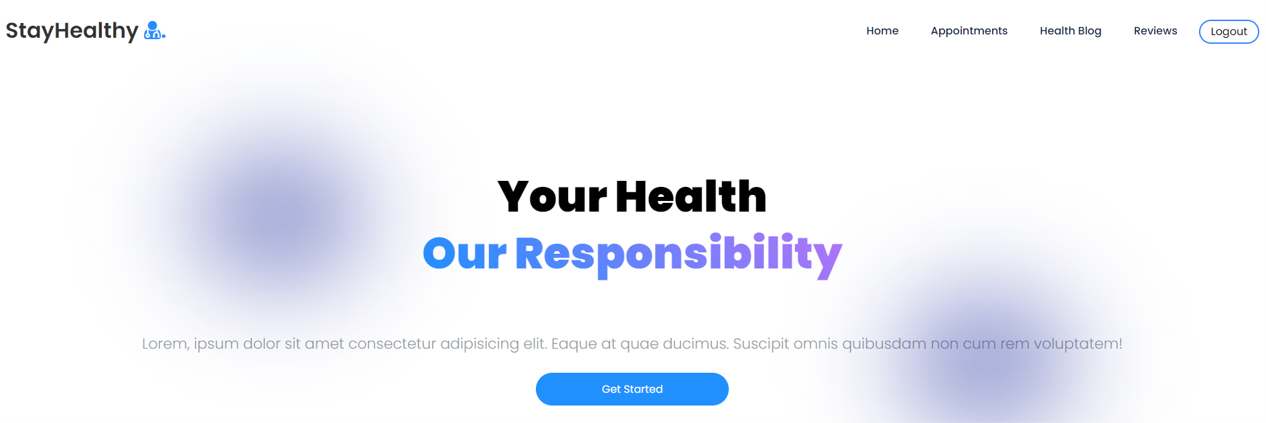 StayHealthy
Home Appointments Health Blog Reviews Logout
Your Health
Our Responsibility
Lorem, ipsum dolor sit amet consectetur adipisicing elit. Eaque at quae ducimus. Suscipit omnis quibusdam non cum rem voluptatem!
Get Started